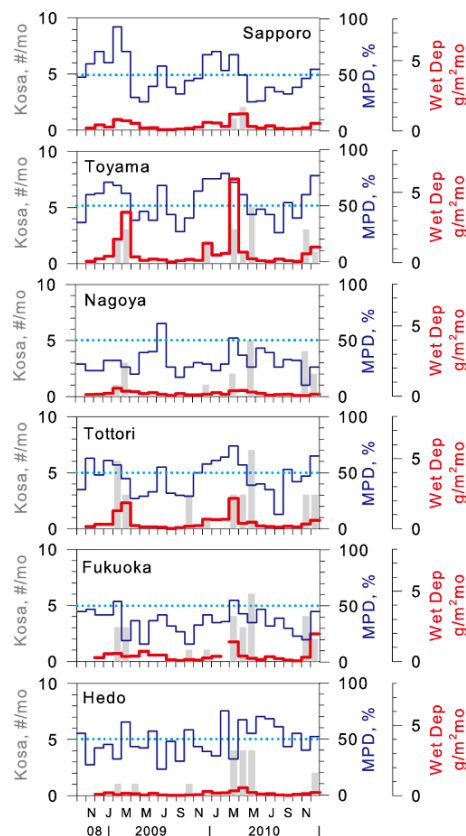 Kosa, #/mo
10
5
0
Sapporo
100
50
0
MPD, %
5
0
Wet Dep
g/m²mo
Kosa, #/mo
10
5
0
Toyama
100
50
0
MPD, %
5
0
Wet Dep
g/m²mo
Kosa, #/mo
10
5
0
Nagoya
100
50
0
MPD, %
5
0
Wet Dep
g/m²mo
Kosa, #/mo
10
5
0
Tottori
100
50
0
MPD, %
5
0
Wet Dep
g/m²mo
Kosa, #/mo
10
5
0
Fukuoka
100
50
0
MPD, %
5
0
Wet Dep
g/m²mo
Kosa, #/mo
10
5
0
Hedo
100
50
0
MPD, %
5
0
Wet Dep
g/m²mo
N J M M J S N J M M J S N
08 | 2009 | 2010